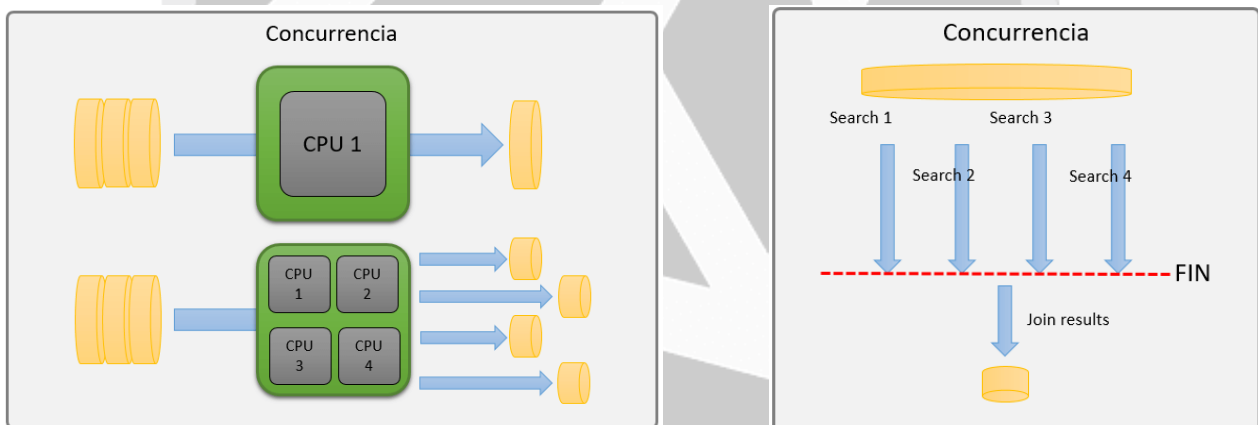 Concurrencia
CPU 1
CPU
1
CPU
2
CPU
3
CPU
4
Concurrencia
Search 1
Search 3
Search 2
Search 4
FIN
Join results